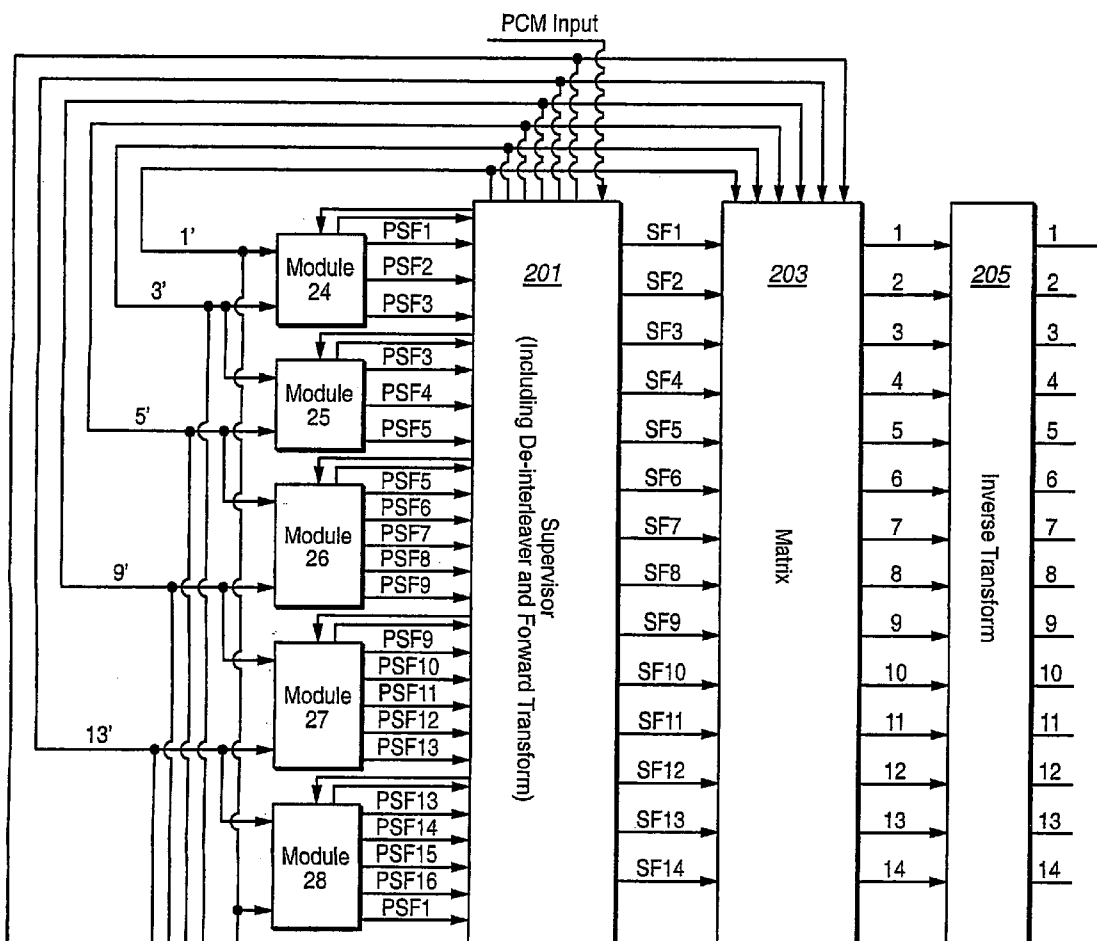 PCM Input
1'
3'
5'
9'
13'
Module
24
PSF1
PSF2
PSF3
Module
25
PSF3
PSF4
PSF5
Module
26
PSF5
PSF6
PSF7
PSF8
PSF9
Module
27
PSF9
PSF10
PSF11
PSF12
PSF13
Module
28
PSF13
PSF14
PSF15
PSF16
PSF1
201
Supervisor
(Including De-interleaver and Forward Transform)
SF1
SF2
SF3
SF4
SF5
SF6
SF7
SF8
SF9
SF10
SF11
SF12
SF13
SF14
203
Matrix
1
2
3
4
5
6
7
8
9
10
11
12
13
14
205
Inverse Transform
1
2
3
4
5
6
7
8
9
10
11
12
13
14